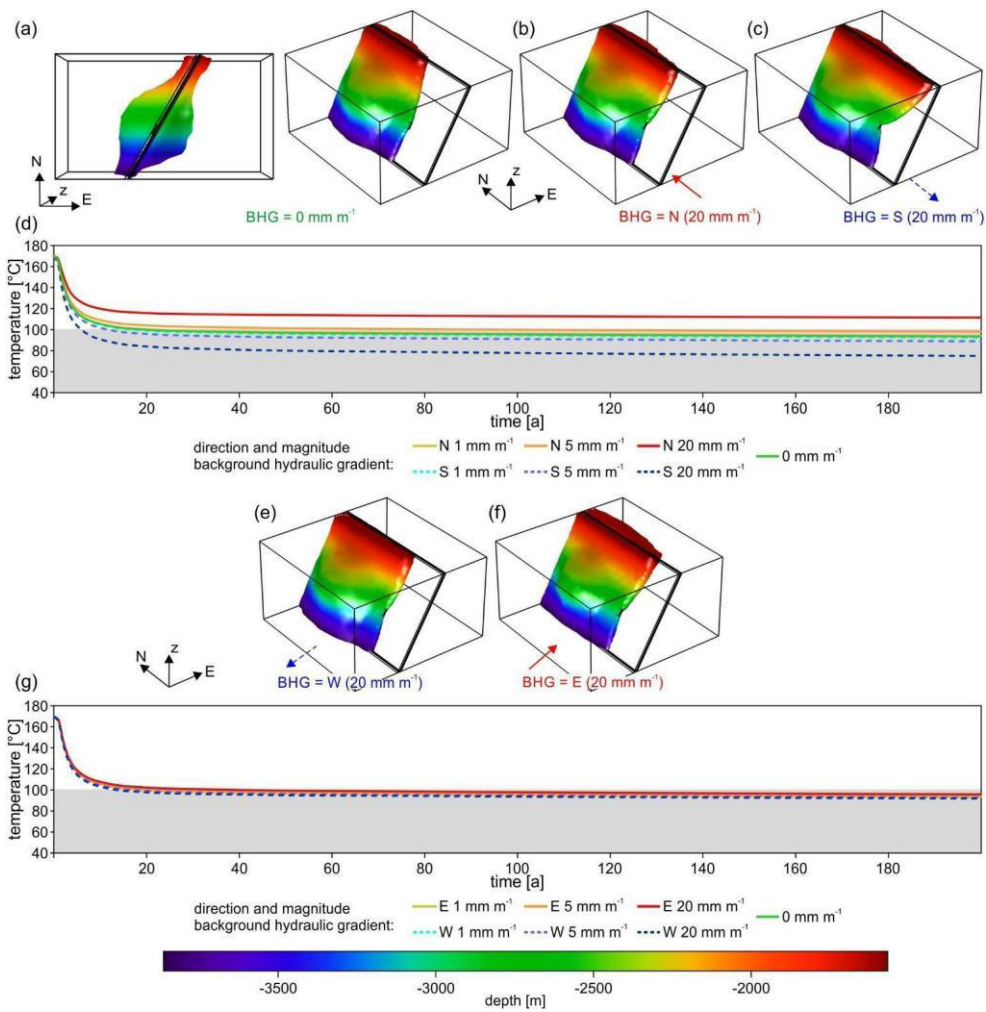 (a)
(b)
(c)
N
z
E
BHG = 0 mm m⁻¹
N
z
E
BHG = N (20 mm m⁻¹)
BHG = S (20 mm m⁻¹)
(d)
temperature [°C]
180
160
140
120
100
80
60
40
20 40 60 80 100 120 140 160 180
time [a]
direction and magnitude
background hydraulic gradient:
N 1 mm m⁻¹ N 5 mm m⁻¹ N 20 mm m⁻¹ 0 mm m⁻¹
S 1 mm m⁻¹ S 5 mm m⁻¹ S 20 mm m⁻¹
(e)
(f)
N
z
E
BHG = W (20 mm m⁻¹)
BHG = E (20 mm m⁻¹)
(g)
temperature [°C]
180
160
140
120
100
80
60
40
20 40 60 80 100 120 140 160 180
time [a]
direction and magnitude
background hydraulic gradient:
E 1 mm m⁻¹ E 5 mm m⁻¹ E 20 mm m⁻¹ 0 mm m⁻¹
W 1 mm m⁻¹ W 5 mm m⁻¹ W 20 mm m⁻¹
-3500 -3000 -2500 -2000
depth [m]